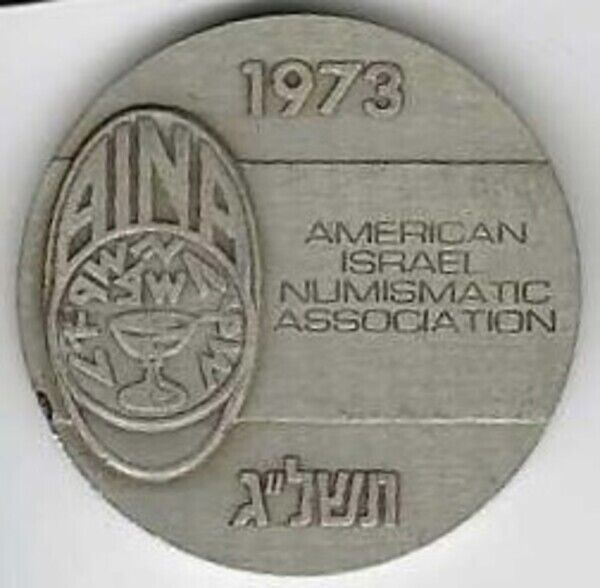 1973
AINA
AMERICAN
ISRAEL
NUMISMATIC
ASSOCIATION
תשל"ג